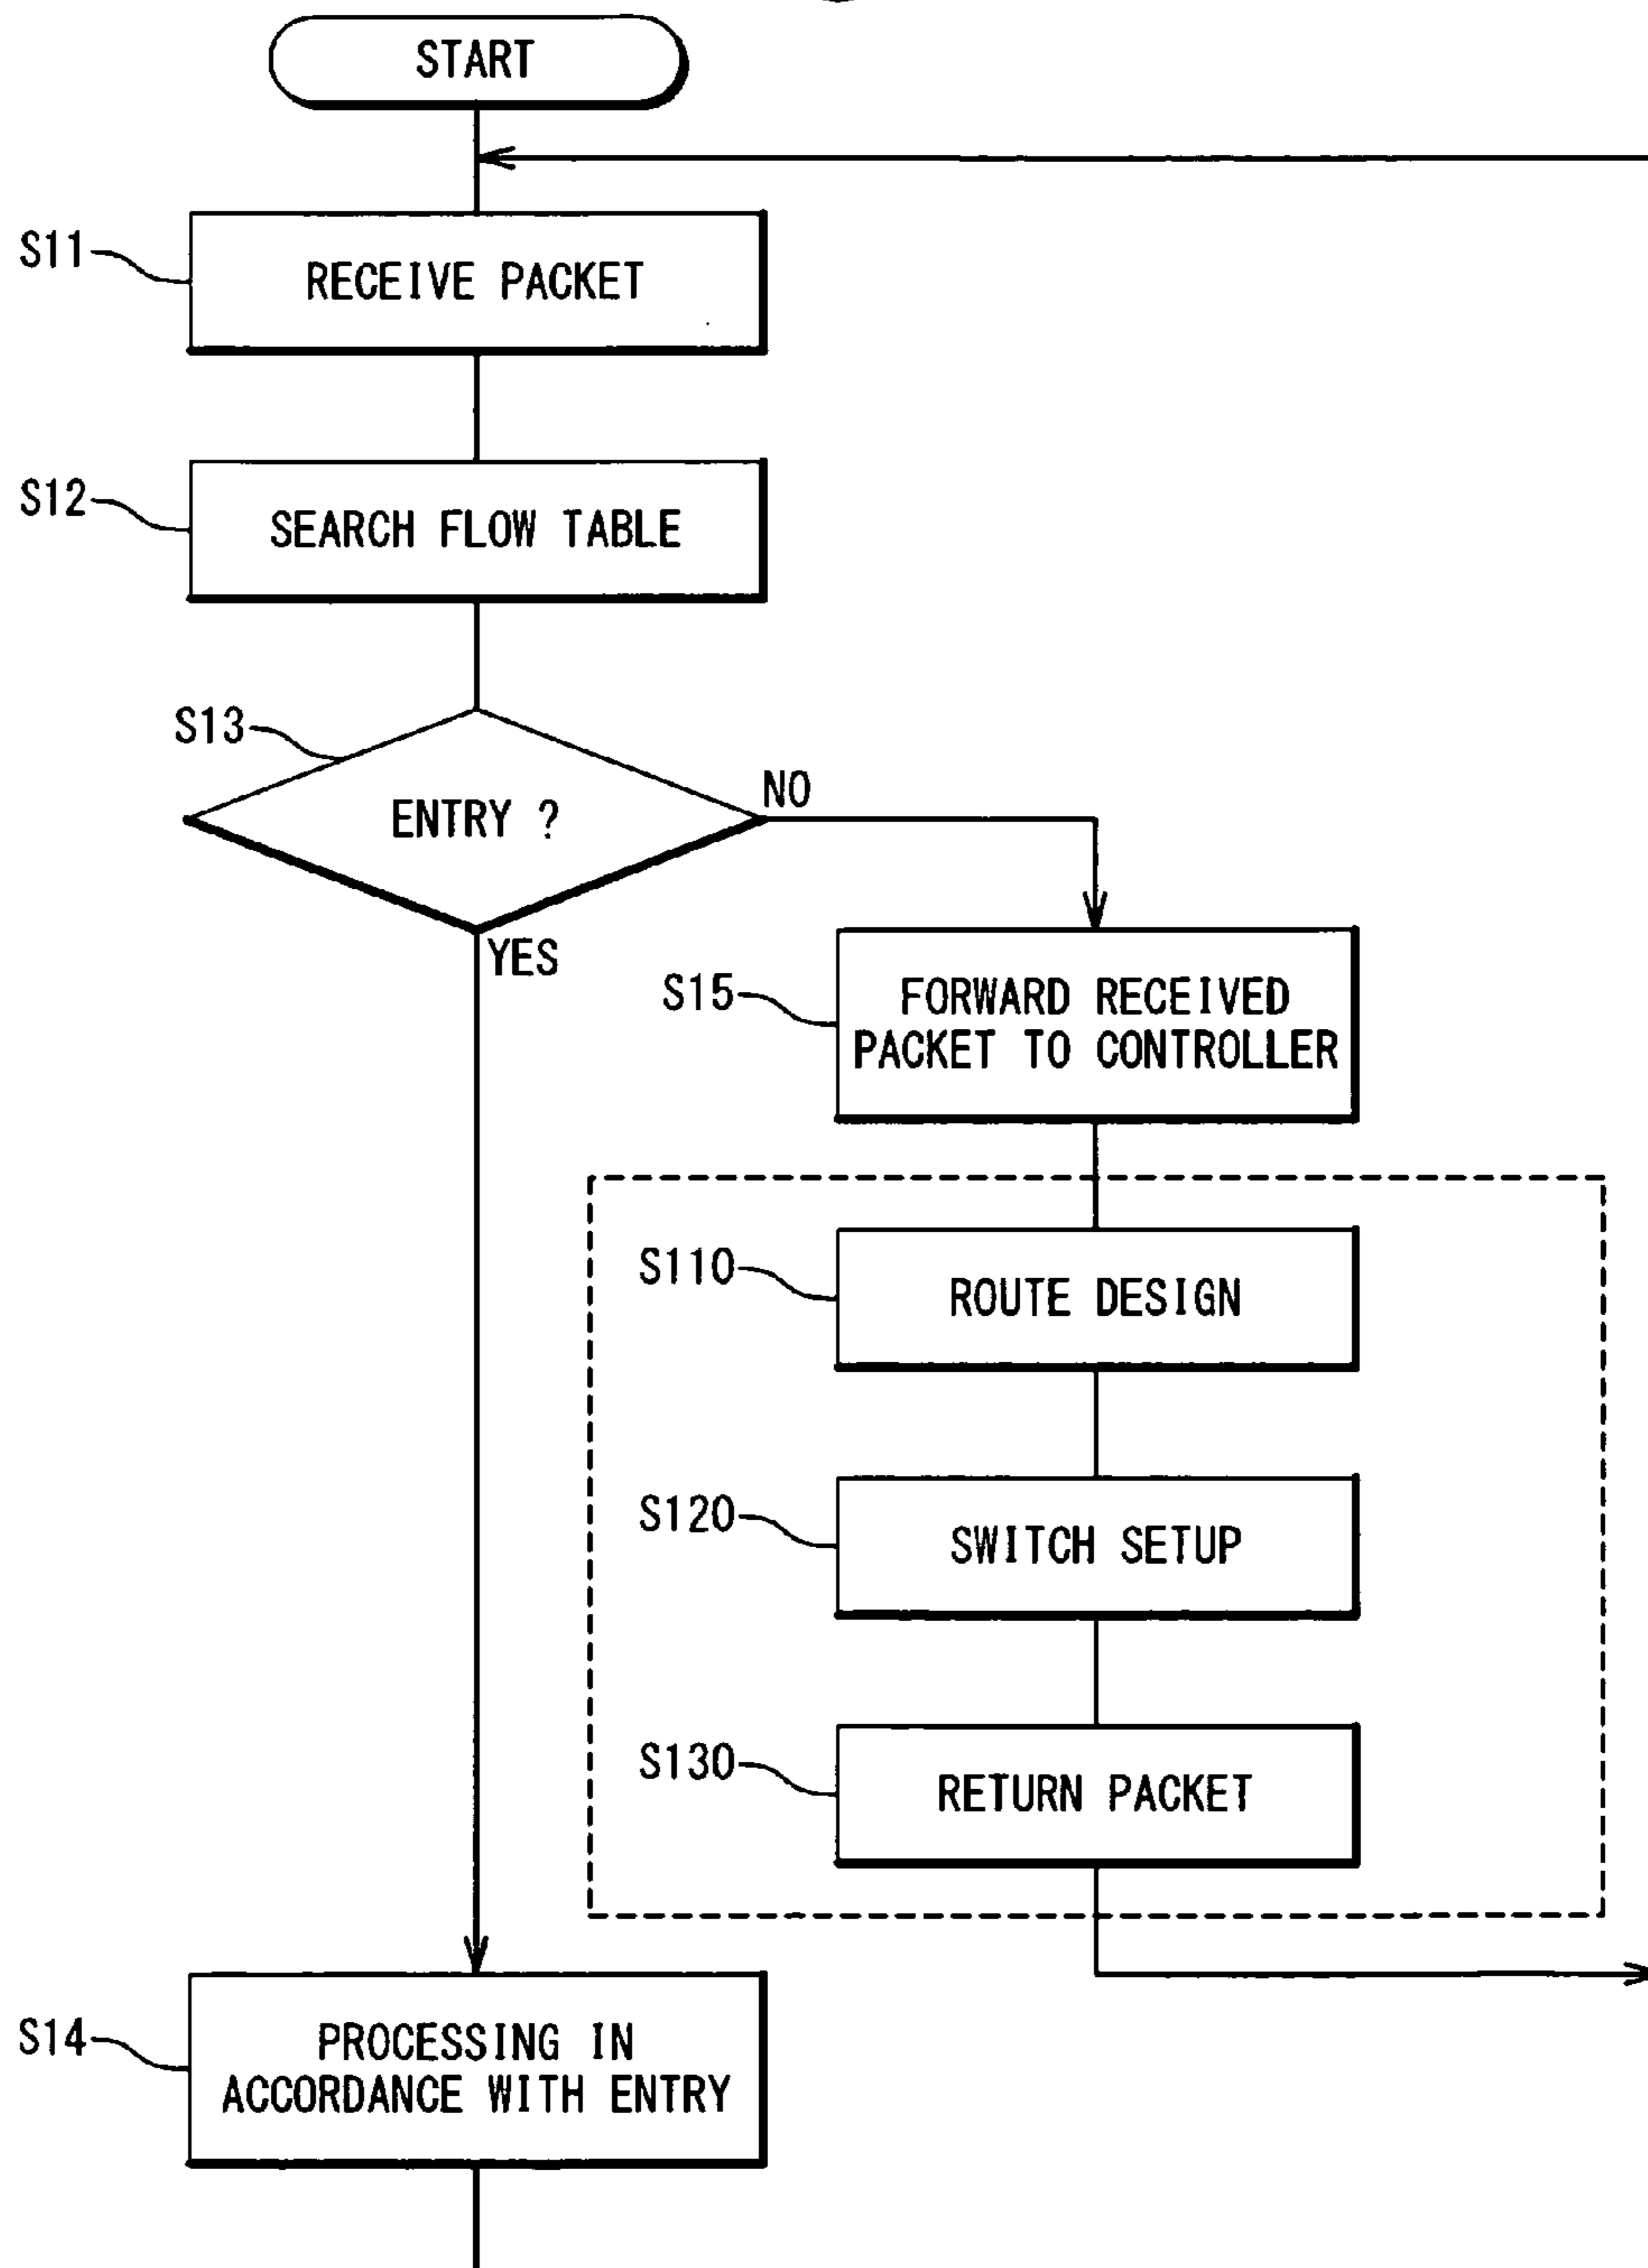 START
S11
RECEIVE PACKET
S12
SEARCH FLOW TABLE
S13
ENTRY ?
NO
YES
S15
FORWARD RECEIVED
PACKET TO CONTROLLER
S110
ROUTE DESIGN
S120
SWITCH SETUP
S130
RETURN PACKET
S14
PROCESSING IN
ACCORDANCE WITH ENTRY